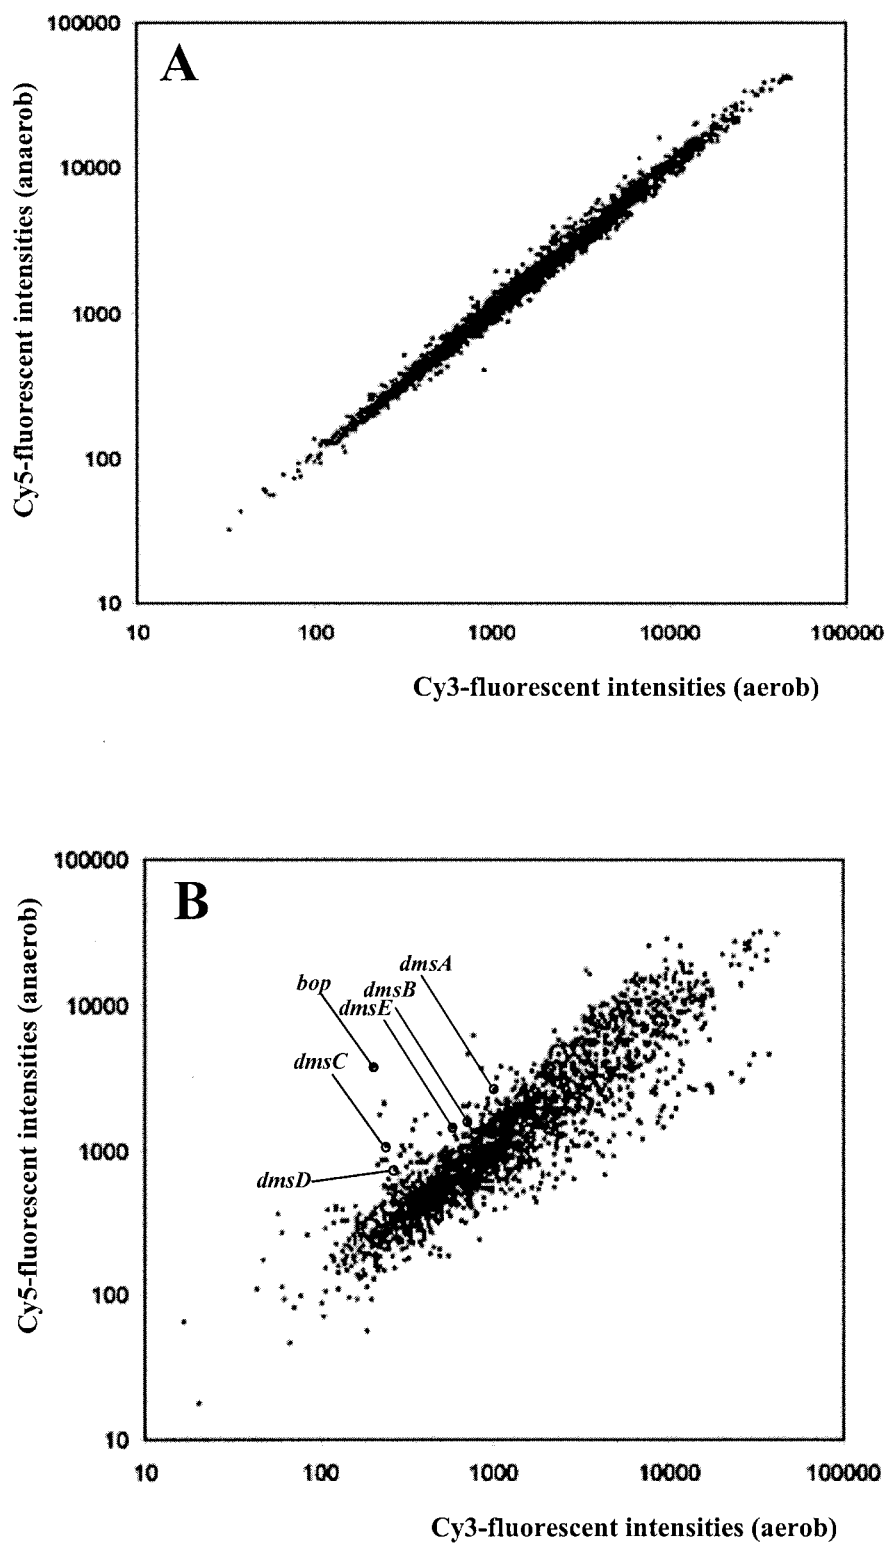 A
Cy5-fluorescent intensities (anaerob)
100000
10000
1000
100
10
10 100 1000 10000 100000
Cy3-fluorescent intensities (aerob)
B
Cy5-fluorescent intensities (anaerob)
100000
10000
1000
100
10
dmsA
bop
dmsB
dmsE
dmsC
dmsD
10 100 1000 10000 100000
Cy3-fluorescent intensities (aerob)